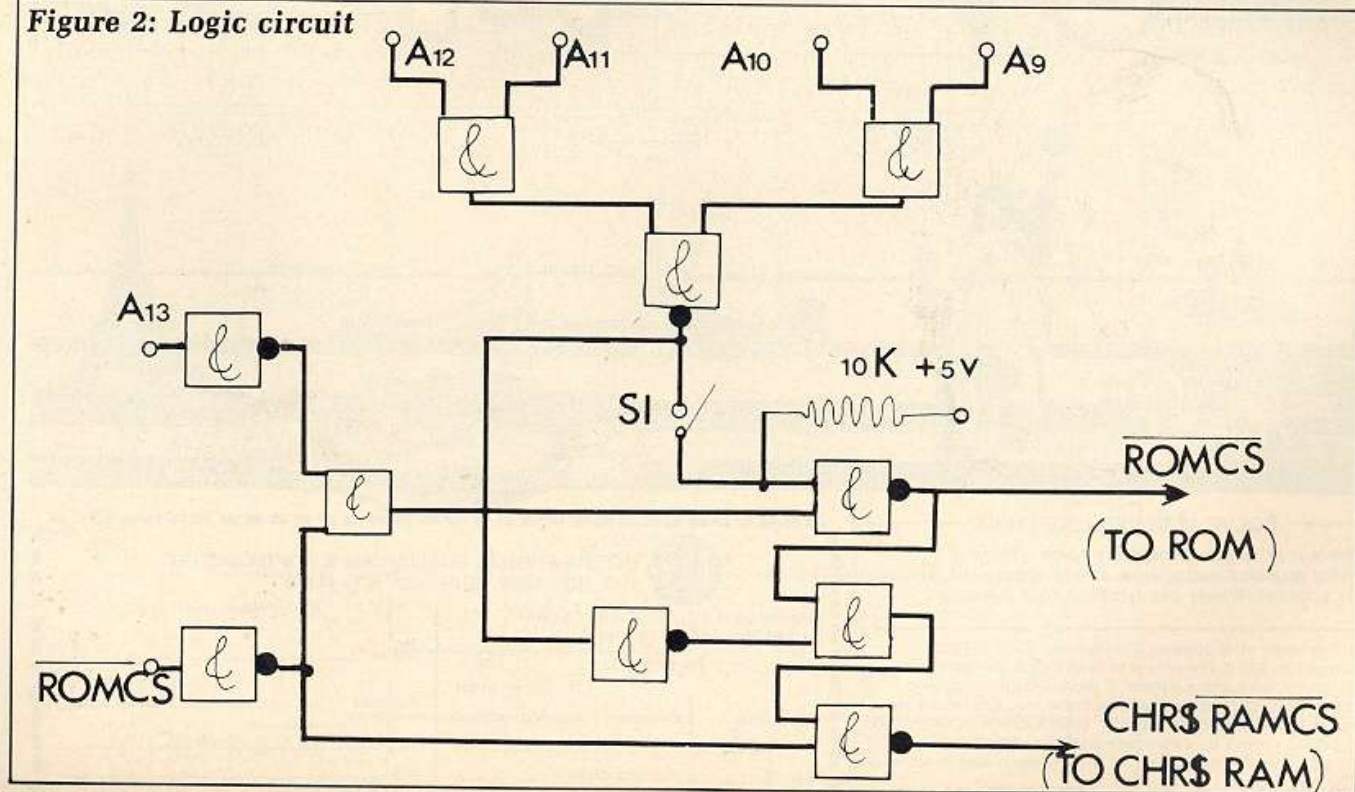 Figure 2: Logic circuit
A12
A11
A10
A9
&
&
&
A13
&
10K +5v
S1
&
&
ROMCS
(TO ROM)
&
&
ROMCS
&
&
CHR$ RAMCS
(TO CHR$ RAM)